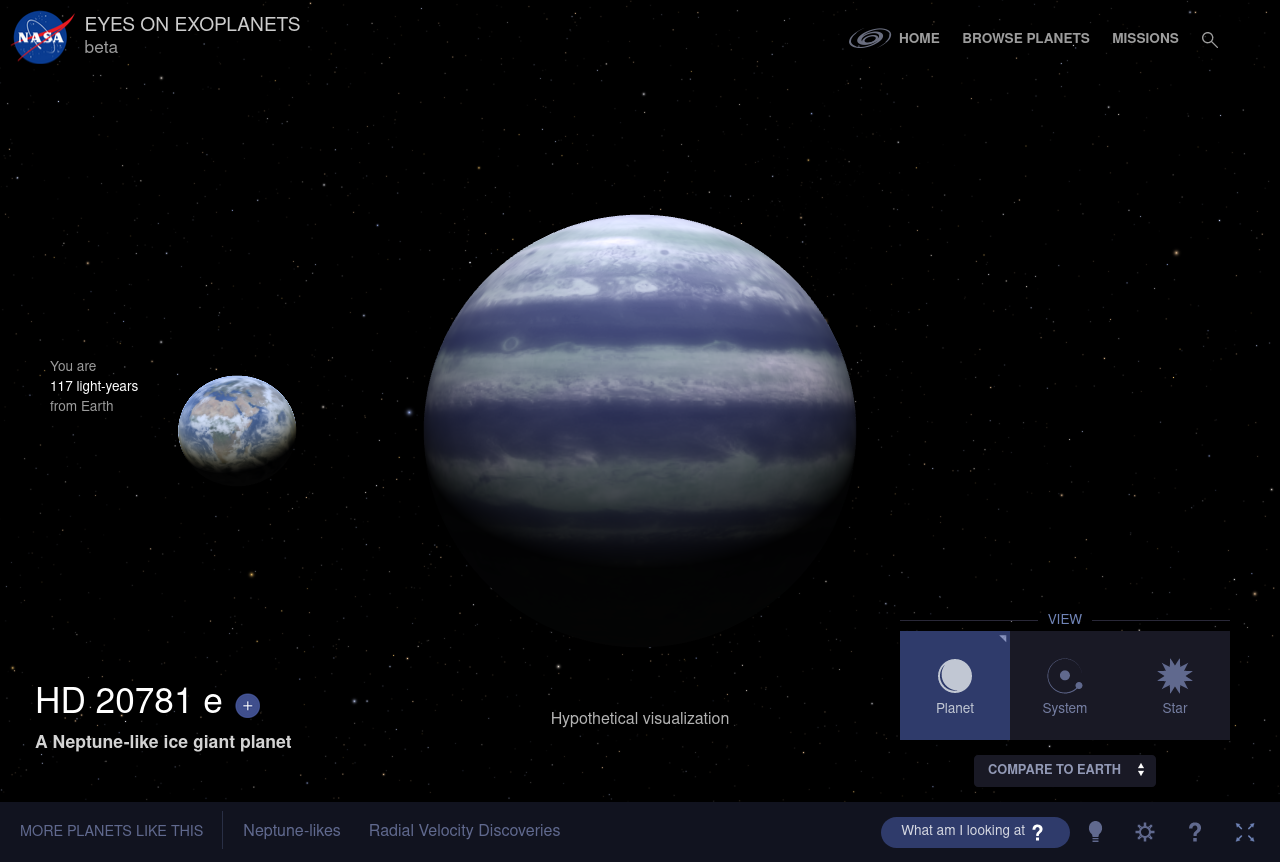 NASA
EYES ON EXOPLANETS
beta
HOME
BROWSE PLANETS
MISSIONS
You are
117 light-years
from Earth
HD 20781 e +
A Neptune-like ice giant planet
Hypothetical visualization
VIEW
Planet
System
Star
COMPARE TO EARTH
MORE PLANETS LIKE THIS
Neptune-likes
Radial Velocity Discoveries
What am I looking at ?
?